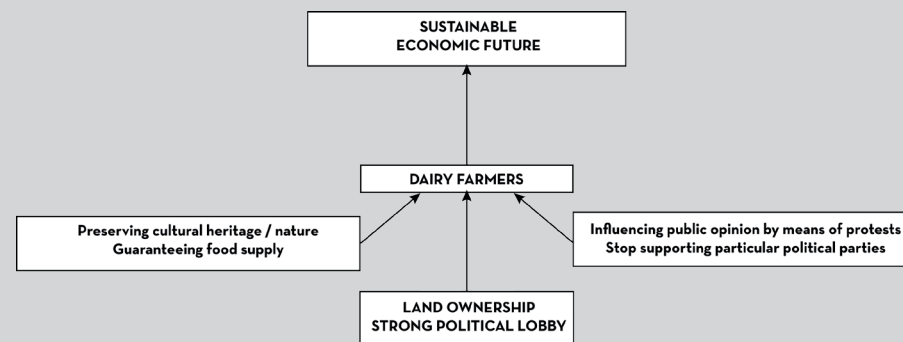 SUSTAINABLE
ECONOMIC FUTURE
DAIRY FARMERS
Preserving cultural heritage / nature
Guaranteeing food supply
Influencing public opinion by means of protests
Stop supporting particular political parties
LAND OWNERSHIP
STRONG POLITICAL LOBBY